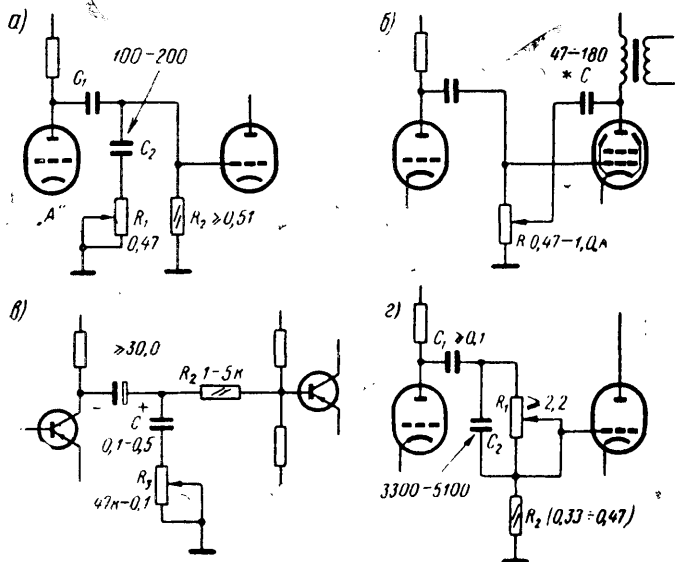 а)
100-200
C₁
C₂
„А"
R₁
0,47
R₂ ≥ 0,51
б)
47÷180
* C
R 0,47-1,0м
в)
≥30,0
- +
R₂ 1-5к
C
0,1-0,5
R₃
47к-0,1
г)
C₁ ≥ 0,1
R₁ ≥ 2,2
C₂
3300-5100
R₂ (0,33÷0,47)